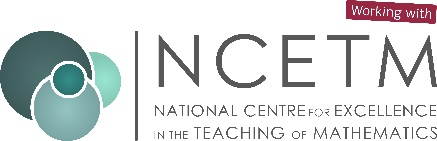 Working with
NCETM
NATIONAL CENTRE FOR EXCELLENCE
IN THE TEACHING OF MATHEMATICS